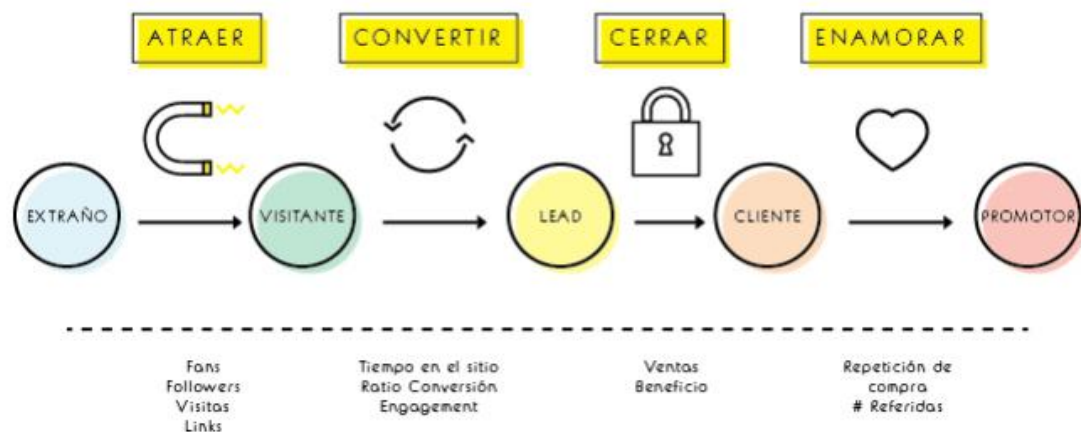 ATRAER
CONVERTIR
CERRAR
ENAMORAR
EXTRAÑO
VISITANTE
LEAD
CLIENTE
PROMOTOR
Fans
Followers
Visitas
Links
Tiempo en el sitio
Ratio Conversión
Engagement
Ventas
Beneficio
Repetición de
compra
# Referidas